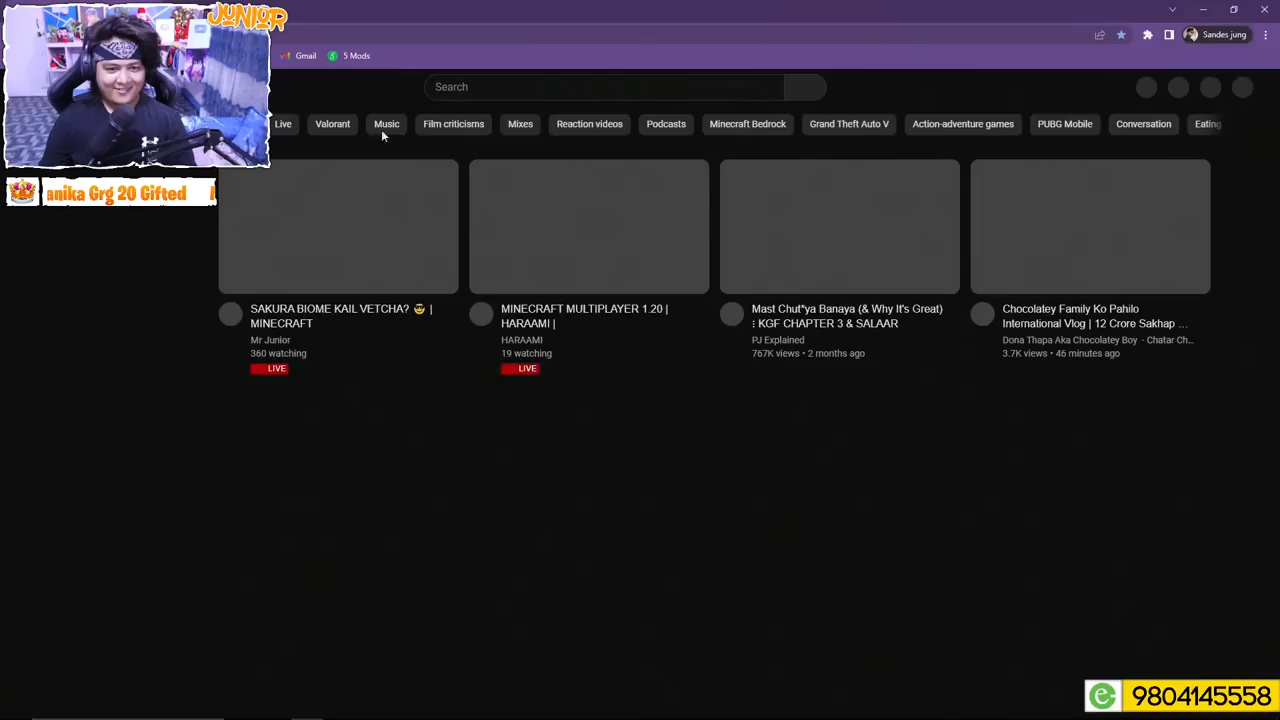 JUNIOR
Sandes jung
Gmail
5 Mods
Search
Live
Valorant
Music
Film criticisms
Mixes
Reaction videos
Podcasts
Minecraft Bedrock
Grand Theft Auto V
Action-adventure games
PUBG Mobile
Conversation
Eating
anika Grg 20 Gifted
SAKURA BIOME KAIL VETCHA? 😎 |
MINECRAFT
Mr Junior
360 watching
LIVE
MINECRAFT MULTIPLAYER 1.20 |
HARAAMI |
HARAAMI
19 watching
LIVE
Mast Chut*ya Banaya (& Why It's Great)
⁝ KGF CHAPTER 3 & SALAAR
PJ Explained
767K views • 2 months ago
Chocolatey Family Ko Pahilo
International Vlog | 12 Crore Sakhap ...
Dona Thapa Aka Chocolatey Boy - Chatar Ch...
3.7K views • 46 minutes ago
9804145558